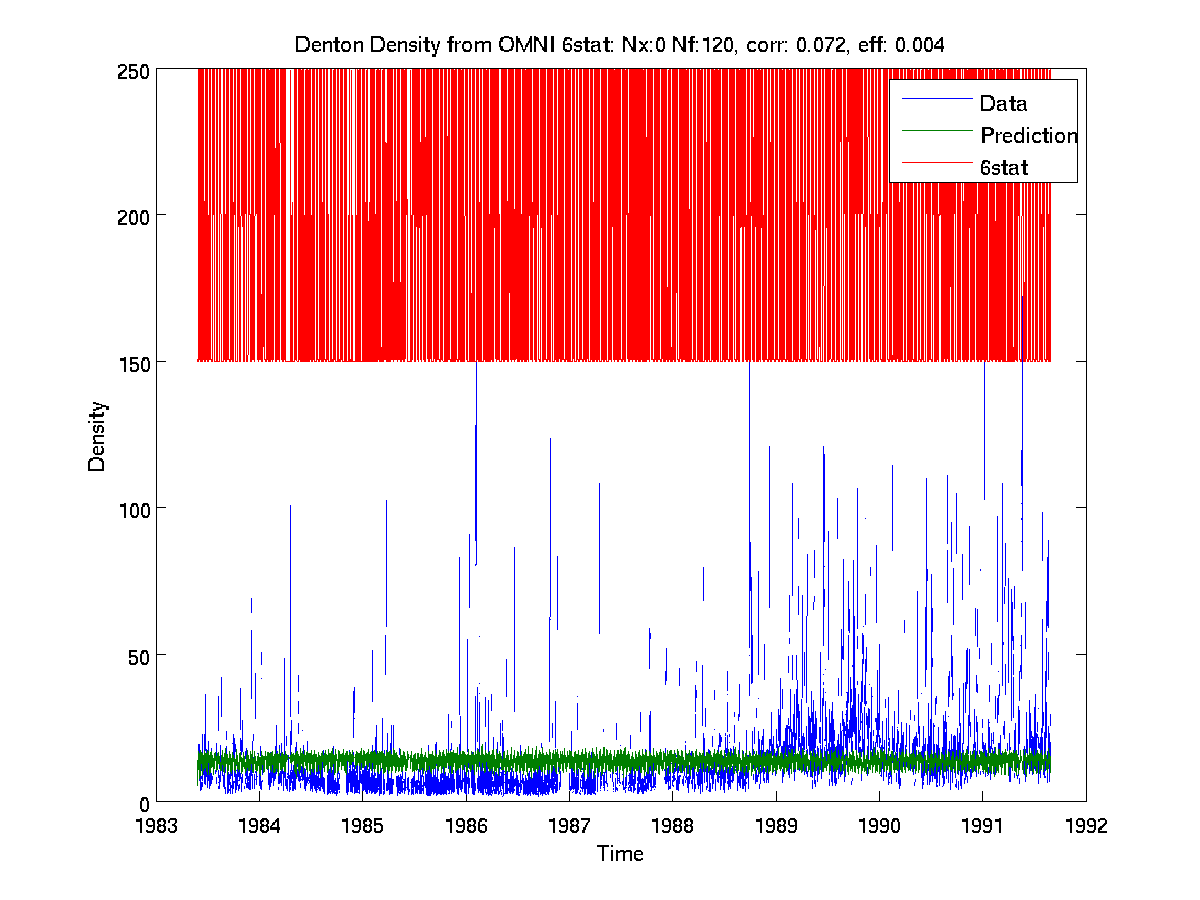 Denton Density from OMNI 6stat: Nx:0 Nf:120, corr: 0.072, eff: 0.004
250
200
150
100
50
0
Density
Data
Prediction
6stat
1983 1984 1985 1986 1987 1988 1989 1990 1991 1992
Time